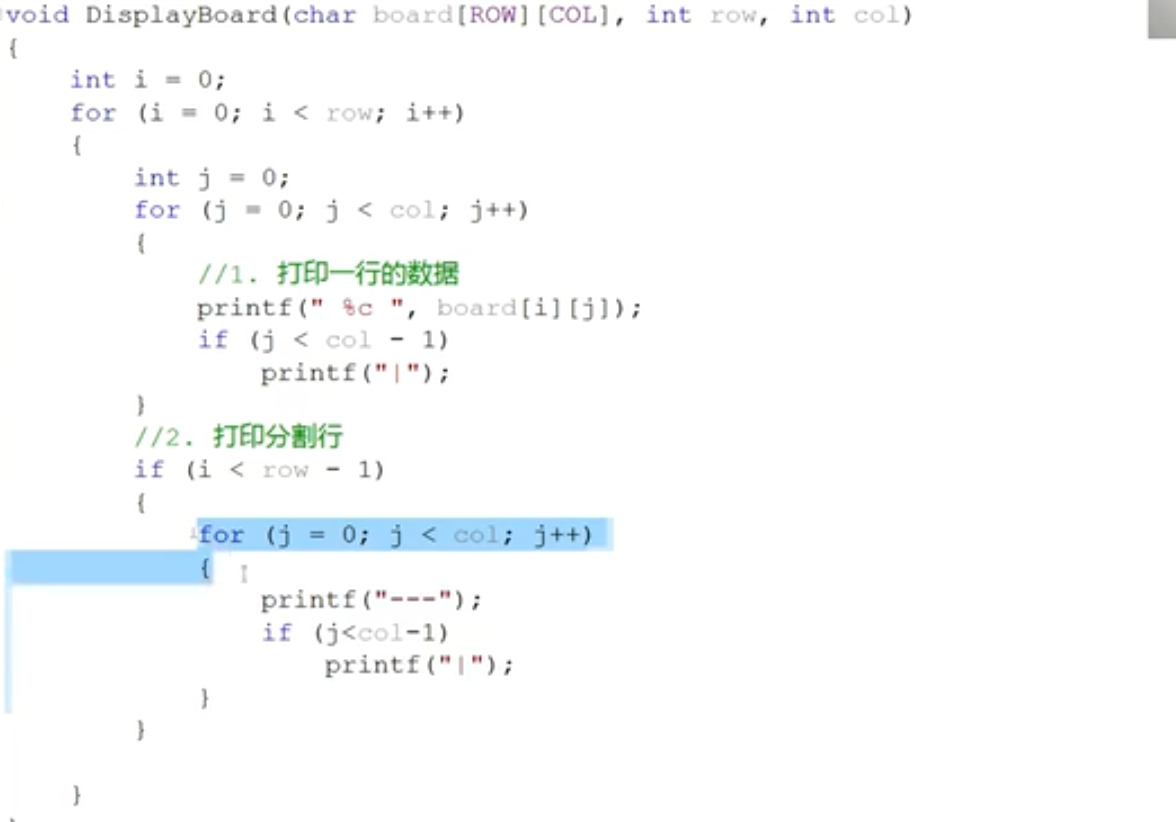 void DisplayBoard(char board[ROW][COL], int row, int col)
{
    int i = 0;
    for (i = 0; i < row; i++)
    {
        int j = 0;
        for (j = 0; j < col; j++)
        {
            //1. 打印一行的数据
            printf(" %c ", board[i][j]);
            if (j < col - 1)
                printf("|");
        }
        //2. 打印分割行
        if (i < row - 1)
        {
            for (j = 0; j < col; j++)
            {
                printf("---");
                if (j<col-1)
                    printf("|");
            }
        }
    }